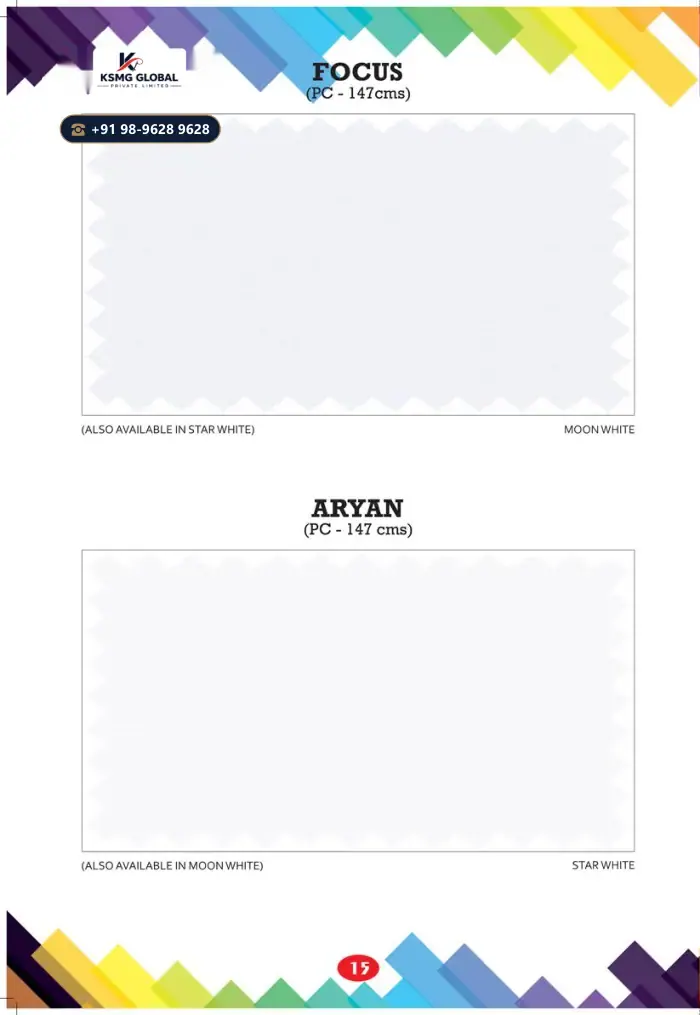 KSMG GLOBAL
PRIVATE LIMITED
FOCUS
(PC - 147cms)
+91 98-9628 9628
(ALSO AVAILABLE IN STAR WHITE)
MOON WHITE
ARYAN
(PC - 147 cms)
(ALSO AVAILABLE IN MOON WHITE)
STAR WHITE
15